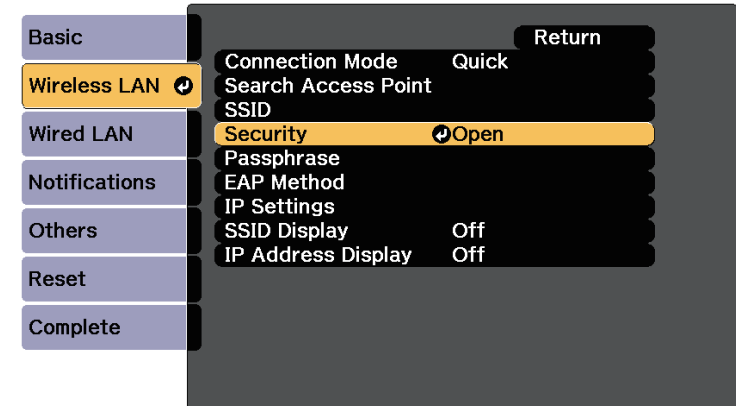 Basic
Wireless LAN
Wired LAN
Notifications
Others
Reset
Complete
Return
Connection Mode Quick
Search Access Point
SSID
Security Open
Passphrase
EAP Method
IP Settings
SSID Display Off
IP Address Display Off